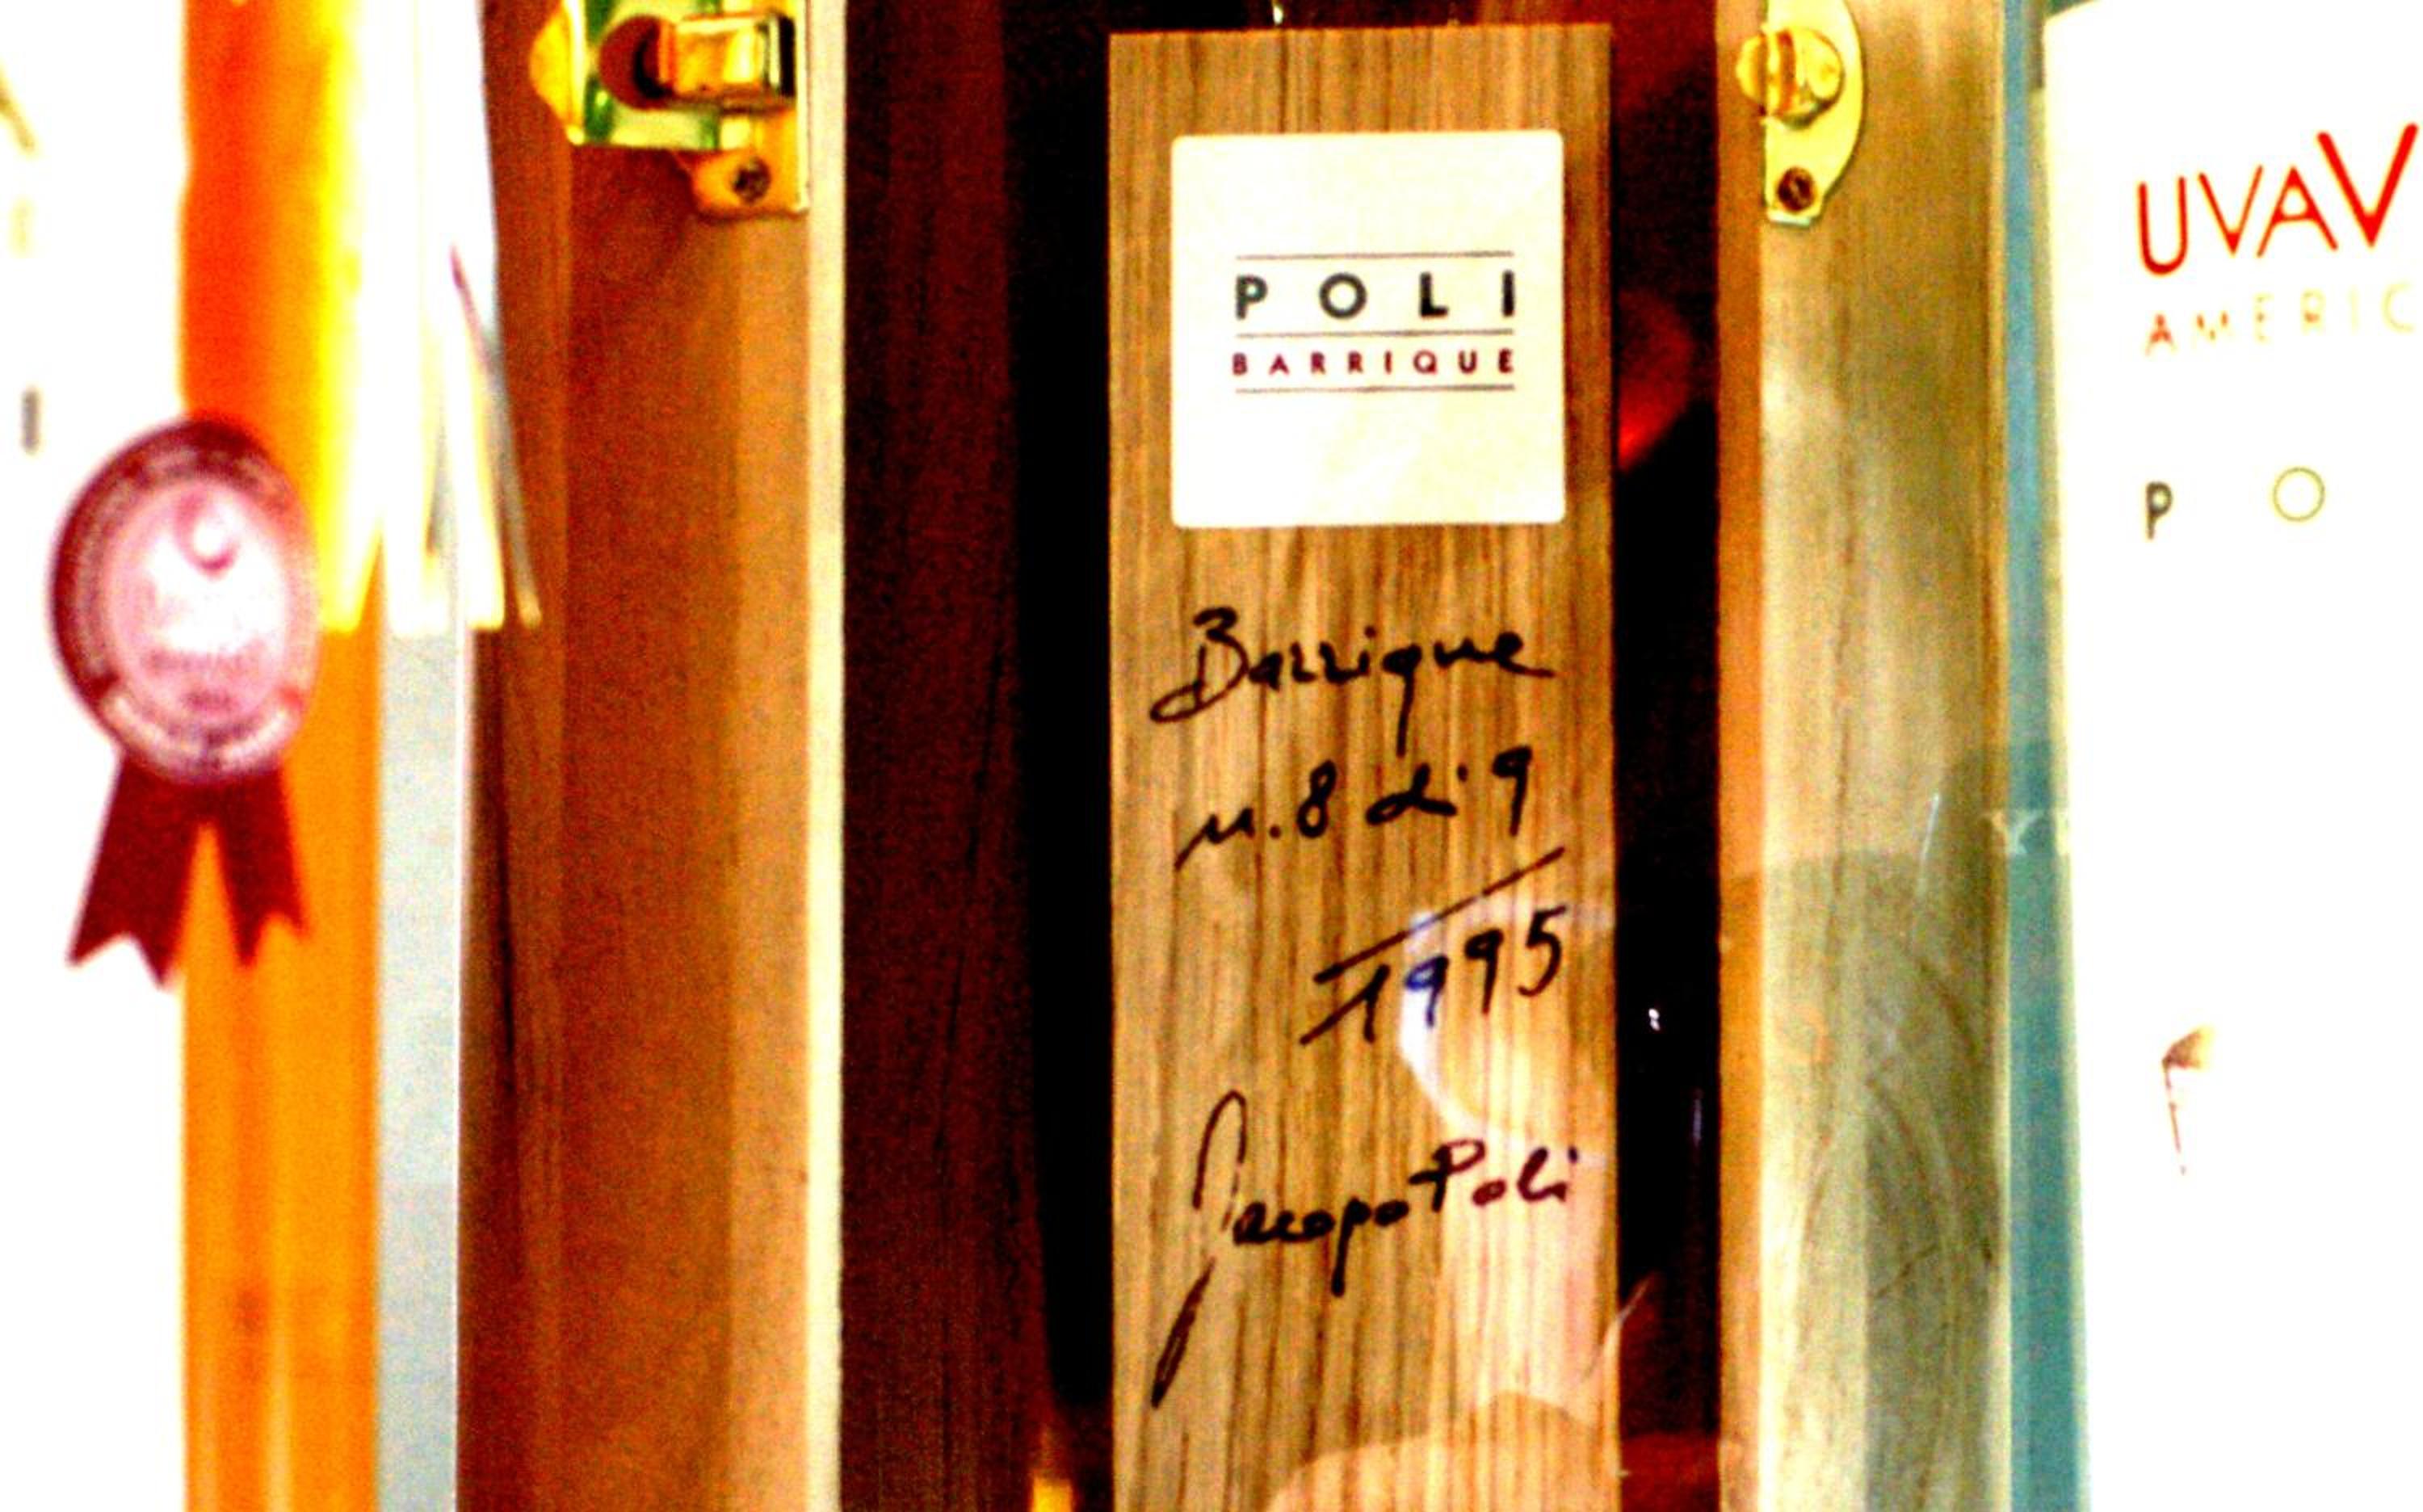 POLI
BARRIQUE
Barrique
n.8 di 9
1995
Jacopo Poli
UVAV
AMERIC
P O